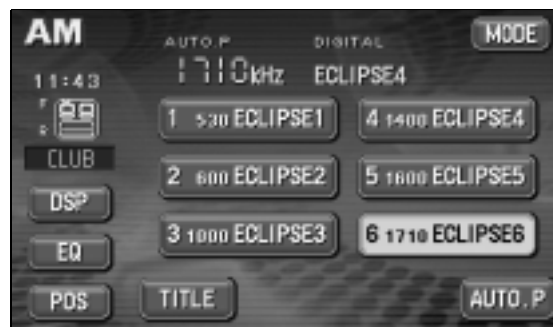 AM
AUTO.P DIGITAL MODE
1710kHz ECLIPSE4
11:43
F
R
CLUB
1 530 ECLIPSE1
4 1400 ECLIPSE4
2 600 ECLIPSE2
5 1600 ECLIPSE5
3 1000 ECLIPSE3
6 1710 ECLIPSE6
DSP
EQ
POS
TITLE
AUTO.P